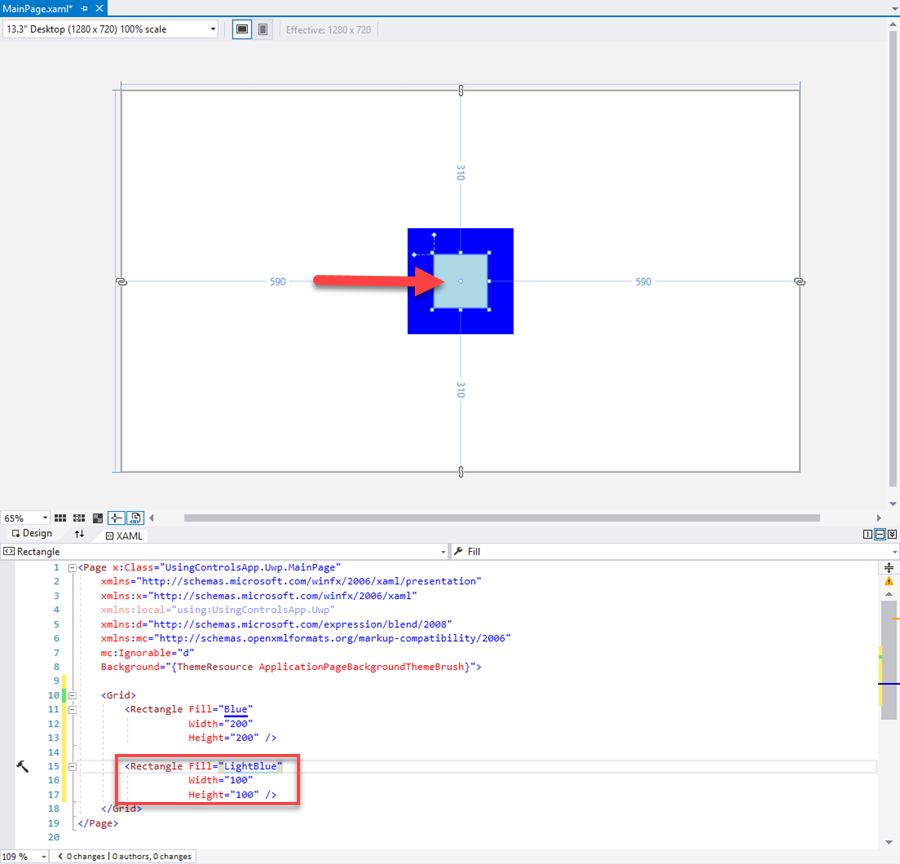 MainPage.xaml*
13.3" Desktop (1280 x 720) 100% scale
Effective: 1280 x 720
310
590
590
310
65%
Design
XAML
Rectangle
Fill
1 <Page x:Class="UsingControlsApp.Uwp.MainPage"
2 xmlns="http://schemas.microsoft.com/winfx/2006/xaml/presentation"
3 xmlns:x="http://schemas.microsoft.com/winfx/2006/xaml"
4 xmlns:local="using:UsingControlsApp.Uwp"
5 xmlns:d="http://schemas.microsoft.com/expression/blend/2008"
6 xmlns:mc="http://schemas.openxmlformats.org/markup-compatibility/2006"
7 mc:Ignorable="d"
8 Background="{ThemeResource ApplicationPageBackgroundThemeBrush}">
9
10 <Grid>
11 <Rectangle Fill="Blue"
12 Width="200"
13 Height="200" />
14
15 <Rectangle Fill="LightBlue"
16 Width="100"
17 Height="100" />
18 </Grid>
19 </Page>
20
109 %
0 changes | 0 authors, 0 changes